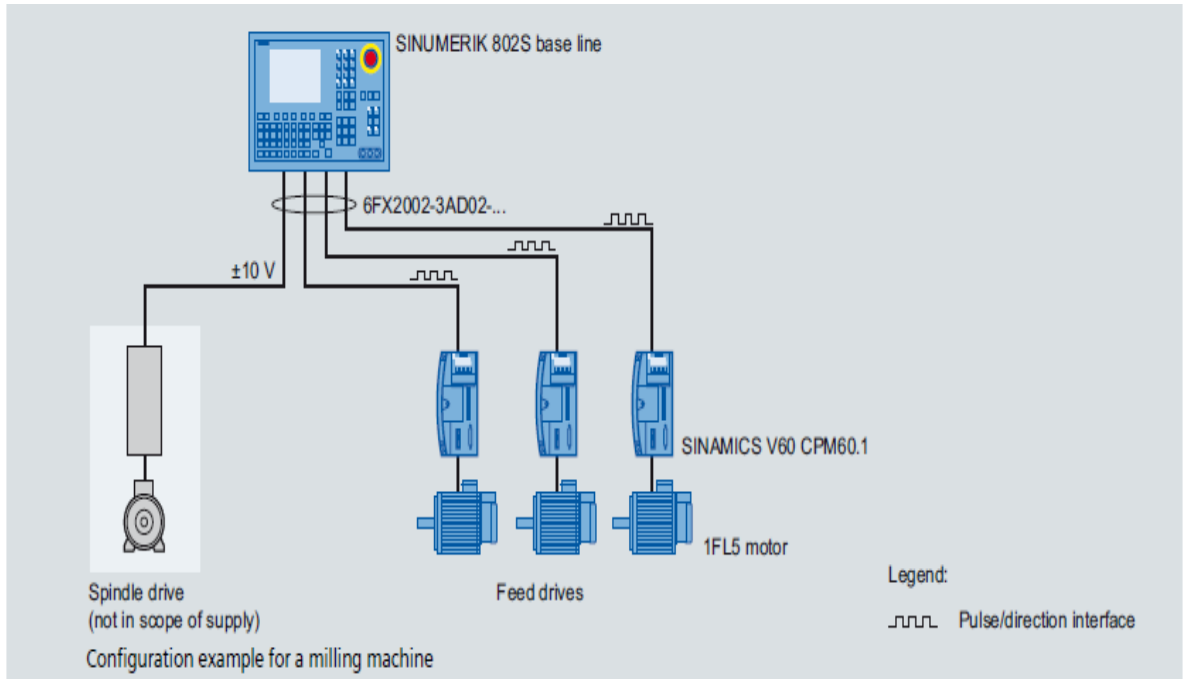 SINUMERIK 802S base line
6FX2002-3AD02-...
±10 V
SINAMICS V60 CPM60.1
1FL5 motor
Spindle drive
(not in scope of supply)
Feed drives
Legend:
Pulse/direction interface
Configuration example for a milling machine